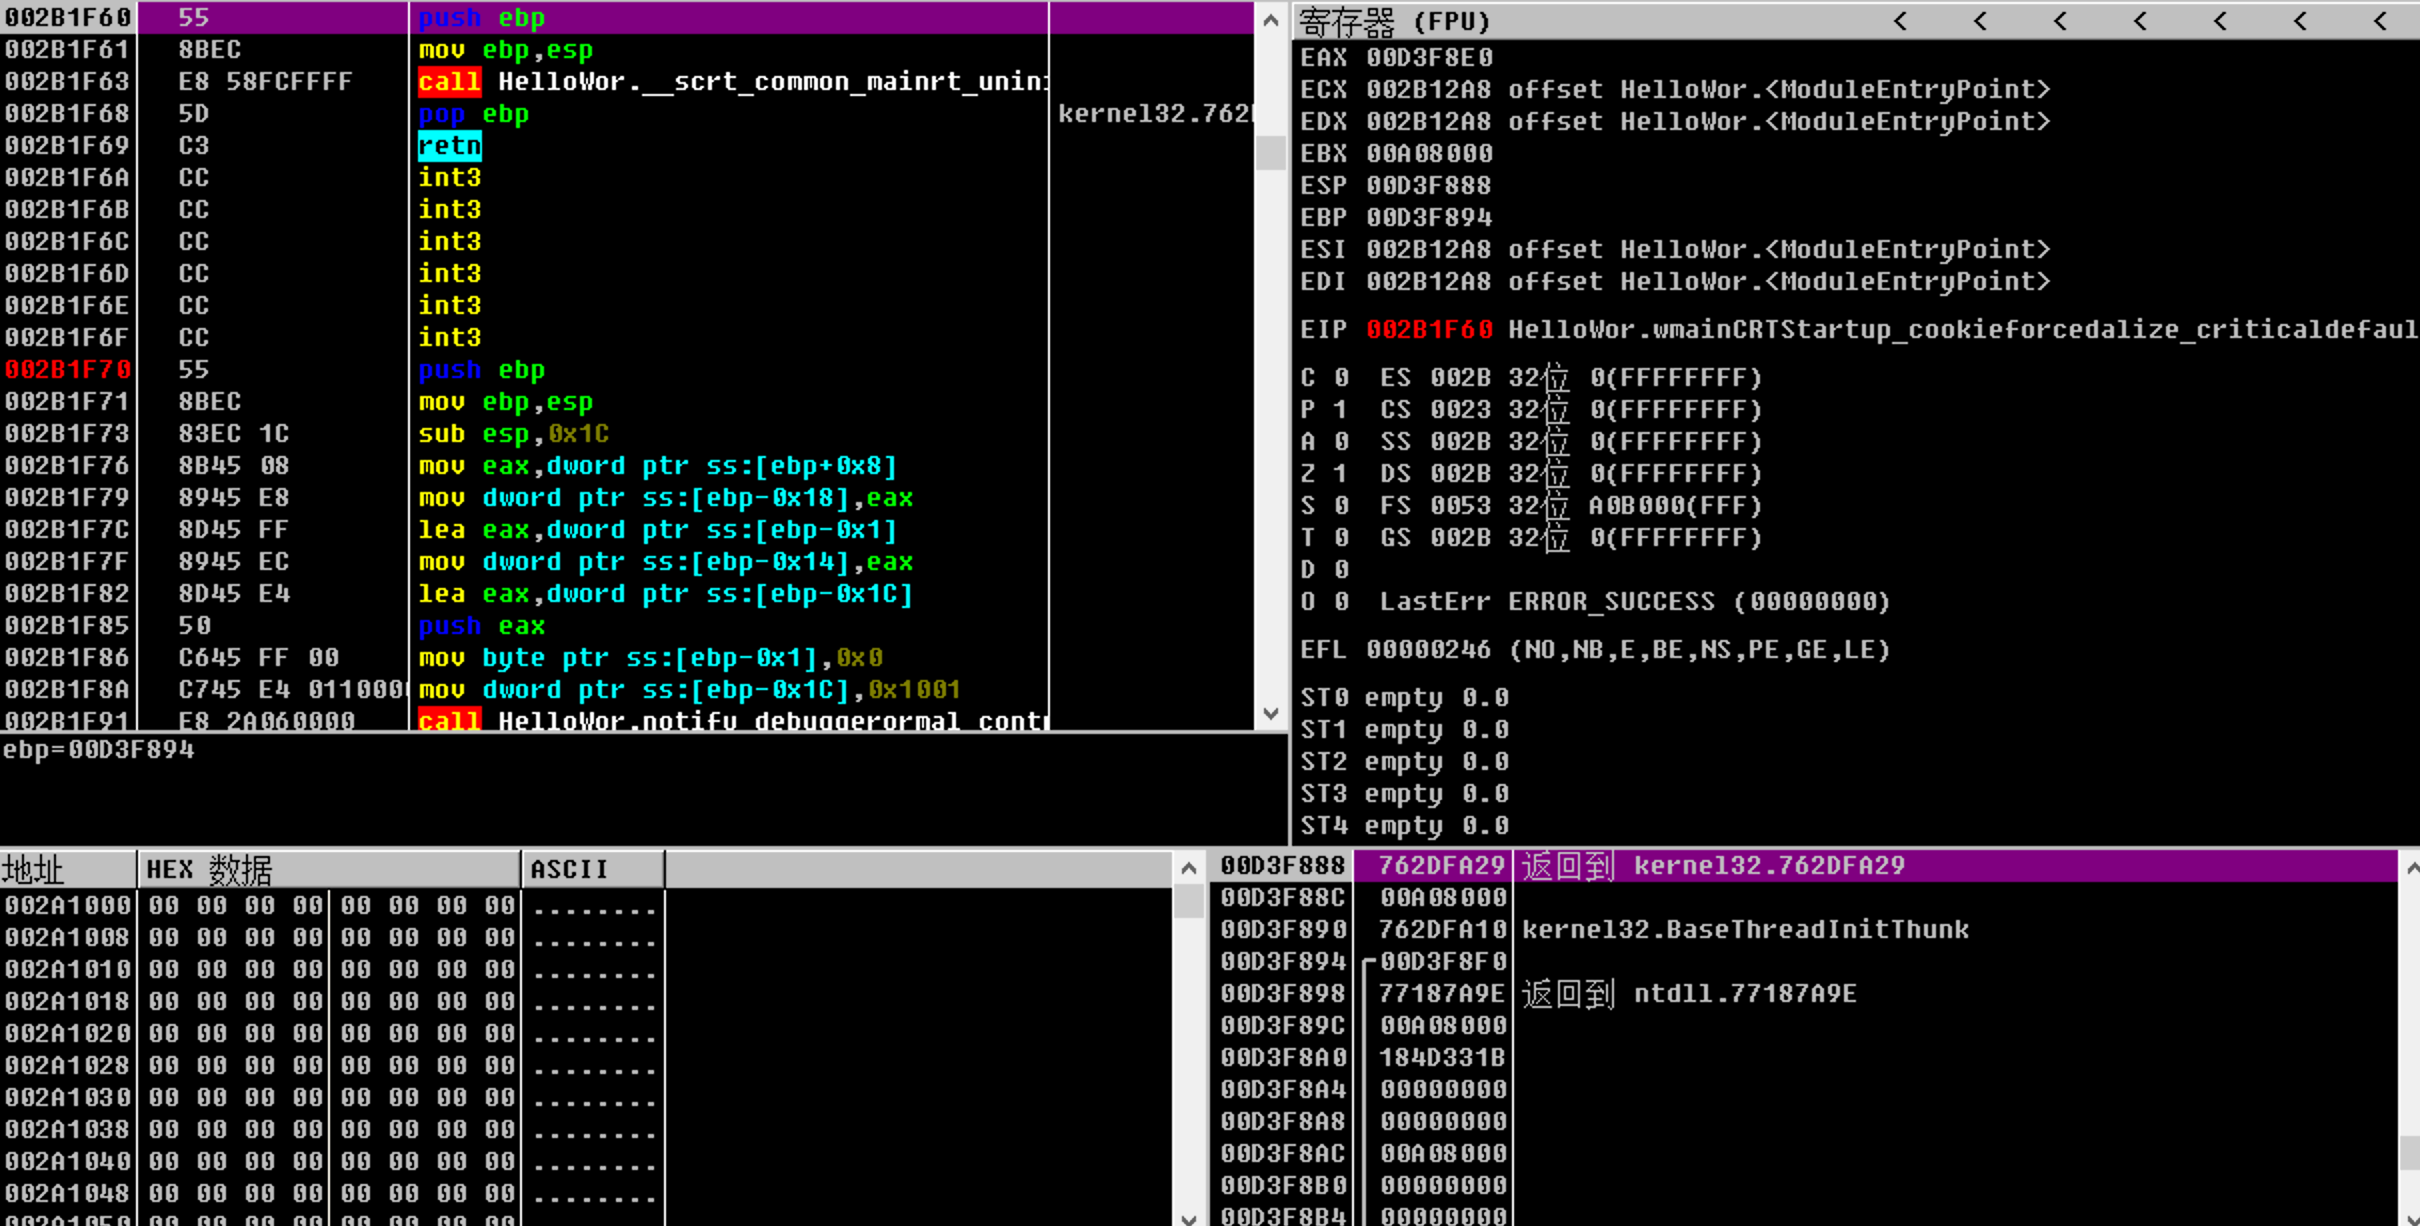 002B1F60 55 push ebp
002B1F61 8BEC mov ebp,esp
002B1F63 E8 58FCFFFF call HelloWor.__scrt_common_mainrt_unin
002B1F68 5D pop ebp kernel32.762
002B1F69 C3 retn
002B1F6A CC int3
002B1F6B CC int3
002B1F6C CC int3
002B1F6D CC int3
002B1F6E CC int3
002B1F6F CC int3
002B1F70 55 push ebp
002B1F71 8BEC mov ebp,esp
002B1F73 83EC 1C sub esp,0x1C
002B1F76 8B45 08 mov eax,dword ptr ss:[ebp+0x8]
002B1F79 8945 E8 mov dword ptr ss:[ebp-0x18],eax
002B1F7C 8D45 FF lea eax,dword ptr ss:[ebp-0x1]
002B1F7F 8945 EC mov dword ptr ss:[ebp-0x14],eax
002B1F82 8D45 E4 lea eax,dword ptr ss:[ebp-0x1C]
002B1F85 50 push eax
002B1F86 C645 FF 00 mov byte ptr ss:[ebp-0x1],0x0
002B1F8A C745 E4 011000 mov dword ptr ss:[ebp-0x1C],0x1001
002B1F91 E8 2A060000 call HelloWor.notify_debuggerormal_cont
ebp=00D3F894
寄存器 (FPU) < < < < < < <
EAX 00D3F8E0
ECX 002B12A8 offset HelloWor.<ModuleEntryPoint>
EDX 002B12A8 offset HelloWor.<ModuleEntryPoint>
EBX 00A08000
ESP 00D3F888
EBP 00D3F894
ESI 002B12A8 offset HelloWor.<ModuleEntryPoint>
EDI 002B12A8 offset HelloWor.<ModuleEntryPoint>
EIP 002B1F60 HelloWor.wmainCRTStartup_cookieforcedalize_criticaldefaul
C 0 ES 002B 32位 0(FFFFFFFF)
P 1 CS 0023 32位 0(FFFFFFFF)
A 0 SS 002B 32位 0(FFFFFFFF)
Z 1 DS 002B 32位 0(FFFFFFFF)
S 0 FS 0053 32位 A0B000(FFF)
T 0 GS 002B 32位 0(FFFFFFFF)
D 0
O 0 LastErr ERROR_SUCCESS (00000000)
EFL 00000246 (NO,NB,E,BE,NS,PE,GE,LE)
ST0 empty 0.0
ST1 empty 0.0
ST2 empty 0.0
ST3 empty 0.0
ST4 empty 0.0
地址 HEX 数据 ASCII
002A1000 00 00 00 00 00 00 00 00 ........
002A1008 00 00 00 00 00 00 00 00 ........
002A1010 00 00 00 00 00 00 00 00 ........
002A1018 00 00 00 00 00 00 00 00 ........
002A1020 00 00 00 00 00 00 00 00 ........
002A1028 00 00 00 00 00 00 00 00 ........
002A1030 00 00 00 00 00 00 00 00 ........
002A1038 00 00 00 00 00 00 00 00 ........
002A1040 00 00 00 00 00 00 00 00 ........
002A1048 00 00 00 00 00 00 00 00 ........
002A1050 00 00 00 00 00 00 00 00
00D3F888 762DFA29 返回到 kernel32.762DFA29
00D3F88C 00A08000
00D3F890 762DFA10 kernel32.BaseThreadInitThunk
00D3F894 00D3F8F0
00D3F898 77187A9E 返回到 ntdll.77187A9E
00D3F89C 00A08000
00D3F8A0 184D331B
00D3F8A4 00000000
00D3F8A8 00000000
00D3F8AC 00A08000
00D3F8B0 00000000
00D3F8B4 00000000